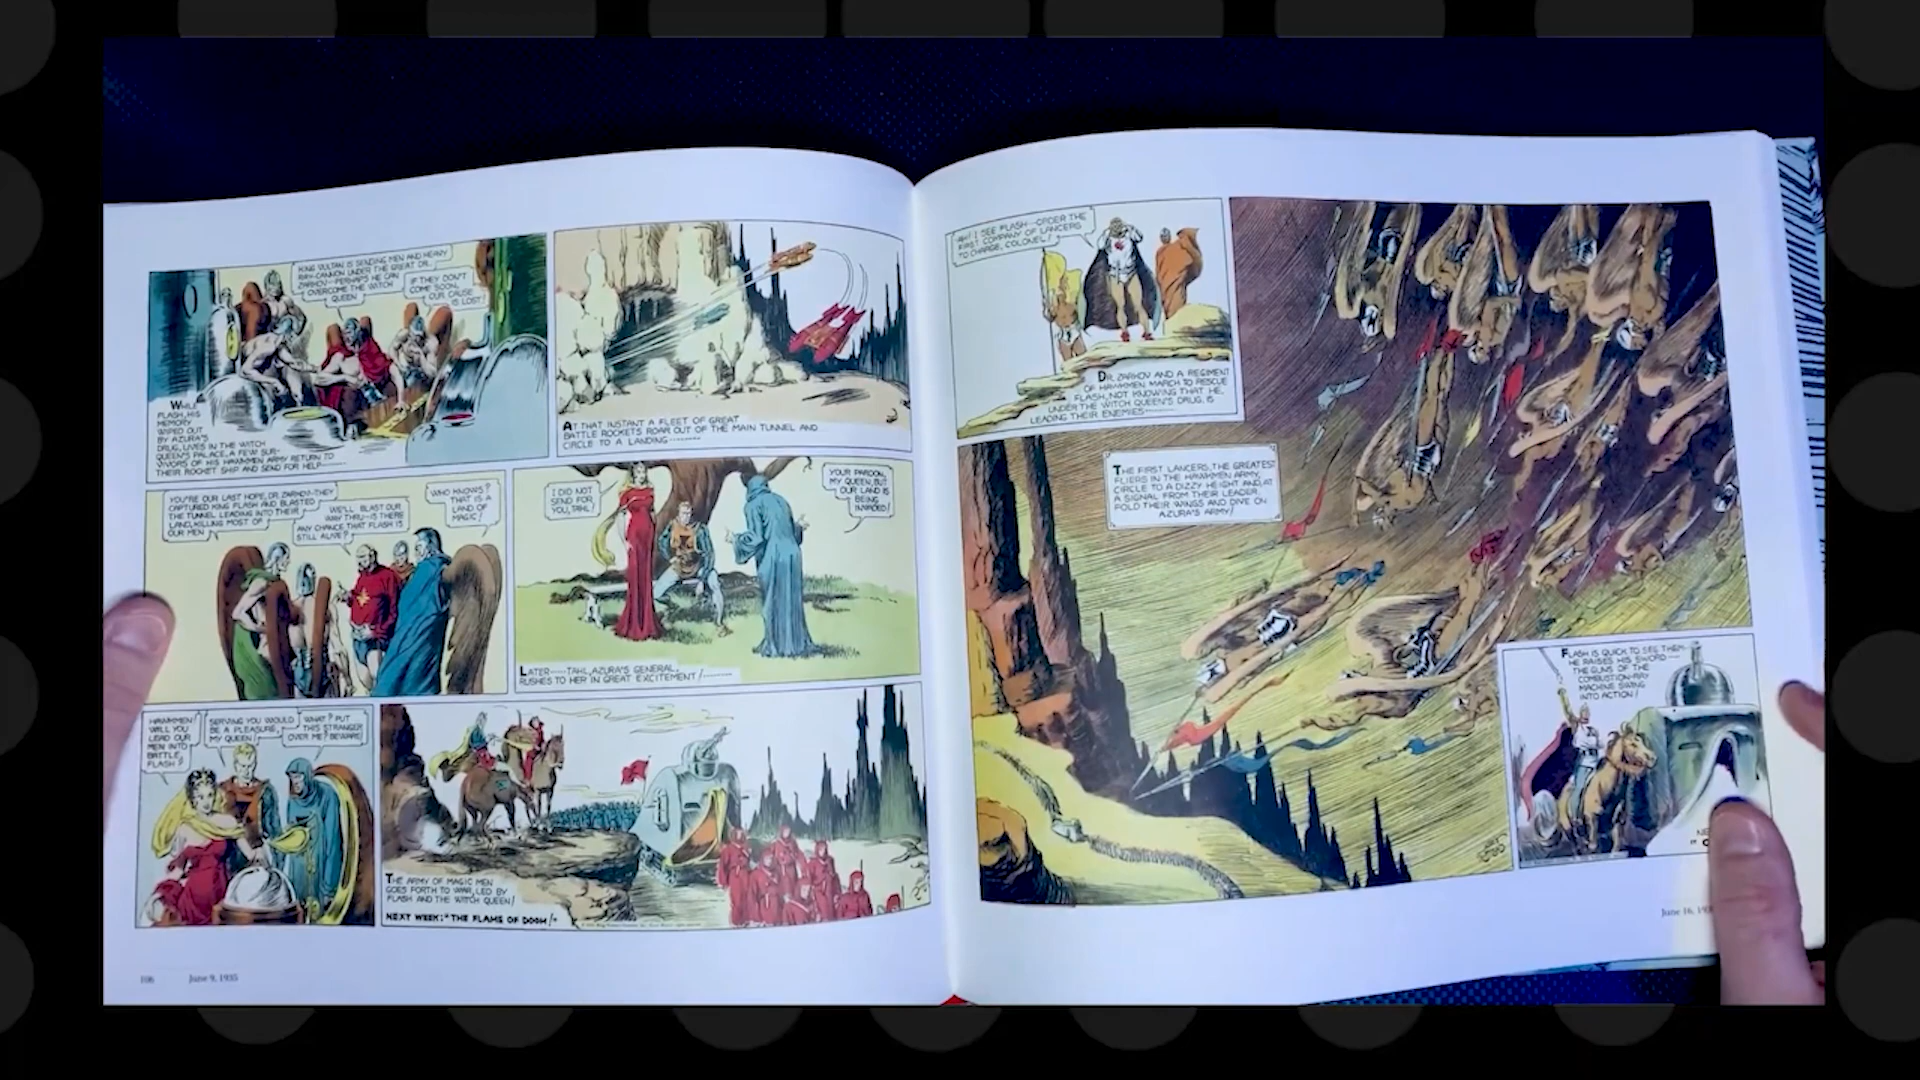 KING VULTAN IS SENDING MEN AND HEAVY
RAY-CANNON UNDER THE GREAT DR.
ZARKOV—PERHAPS HE CAN
OVERCOME THE WITCH
QUEEN
IF THEY DON'T
COME SOON,
OUR CAUSE
IS LOST!
WHILE
FLASH, HIS
MEMORY
WIPED OUT
BY AZURA'S
DRUG, LIVES IN THE WITCH
QUEEN'S PALACE, A FEW SUR-
VIVORS OF HIS HAWKMEN ARMY RETURN TO
THEIR ROCKET SHIP AND SEND FOR HELP
AT THAT INSTANT A FLEET OF GREAT
BATTLE ROCKETS ROAR OUT OF THE MAIN TUNNEL AND
CIRCLE TO A LANDING
YOU'RE OUR LAST HOPE, DR. ZARKOV—THEY
CAPTURED KING FLASH AND BLASTED
THE TUNNEL LEADING INTO THEIR
LAND, KILLING MOST OF
OUR MEN
WE'LL BLAST OUR
WAY THRU—IS THERE
ANY CHANCE THAT FLASH IS
STILL ALIVE?
WHO KNOWS?
THAT IS A
LAND OF
MAGIC!
I DID NOT
SEND FOR
YOU, TAHL!
YOUR PARDON,
MY QUEEN, BUT
OUR LAND IS
BEING
INVADED!
LATER-----TAHL, AZURA'S GENERAL,
RUSHES TO HER IN GREAT EXCITEMENT!
HAWKMEN!
WILL YOU
LEAD OUR
MEN INTO
BATTLE,
FLASH?
SERVING YOU WOULD
BE A PLEASURE,
MY QUEEN!
WHAT? PUT
THIS STRANGER
OVER ME? BEWARE!
THE ARMY OF MAGIC MEN
GOES FORTH TO WAR, LED BY
FLASH AND THE WITCH QUEEN!
NEXT WEEK: "THE FLAME OF DOOM!"
106 June 9, 1935
AH! I SEE FLASH—ORDER THE
FIRST COMPANY OF LANCERS
TO CHARGE, COLONEL!
DR. ZARKOV AND A REGIMENT
OF HAWKMEN MARCH TO RESCUE
FLASH, NOT KNOWING THAT HE,
UNDER THE WITCH QUEEN'S DRUG, IS
LEADING THEIR ENEMIES
THE FIRST LANCERS, THE GREATEST
FLIERS IN THE HAWKMEN ARMY,
CIRCLE TO A DIZZY HEIGHT AND, AT
A SIGNAL FROM THEIR LEADER,
FOLD THEIR WINGS AND DIVE ON
AZURA'S ARMY!
FLASH IS QUICK TO SEE THEM—
HE RAISES HIS SWORD
THE GUNS OF THE
COMBUSTION-RAY
MACHINE SWING
INTO ACTION!
June 16, 193